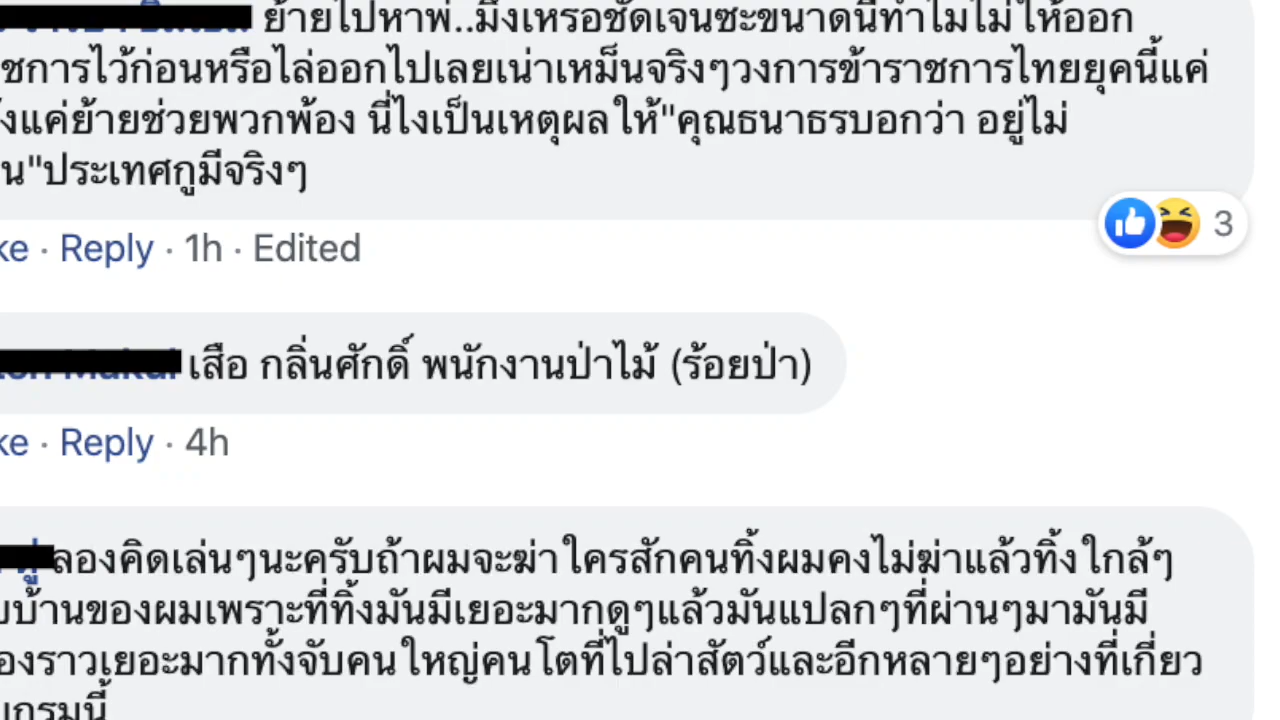 ย้ายไปหาพ่..มึงเหรอชัดเจนซะขนาดนี้ทำไมไม่ให้ออก
ชการไว้ก่อนหรือไล่ออกไปเลยเน่าเหม็นจริงๆวงการข้าราชการไทยยุคนี้แค่
ั้งแค่ย้ายช่วยพวกพ้อง นี่ไงเป็นเหตุผลให้"คุณธนาธรบอกว่า อยู่ไม่
น"ประเทศกูมีจริงๆ
ke · Reply · 1h · Edited
3
เสือ กลิ่นศักดิ์ พนักงานป่าไม้ (ร้อยป่า)
ke · Reply · 4h
ลองคิดเล่นๆนะครับถ้าผมจะฆ่าใครสักคนทิ้งผมคงไม่ฆ่าแล้วทิ้งใกล้ๆ
บบ้านของผมเพราะที่ทิ้งมันมีเยอะมากดูๆแล้วมันแปลกๆที่ผ่านๆมามันมี
องราวเยอะมากทั้งจับคนใหญ่คนโตที่ไปล่าสัตว์และอีกหลายๆอย่างที่เกี่ยว
มกรมนี้